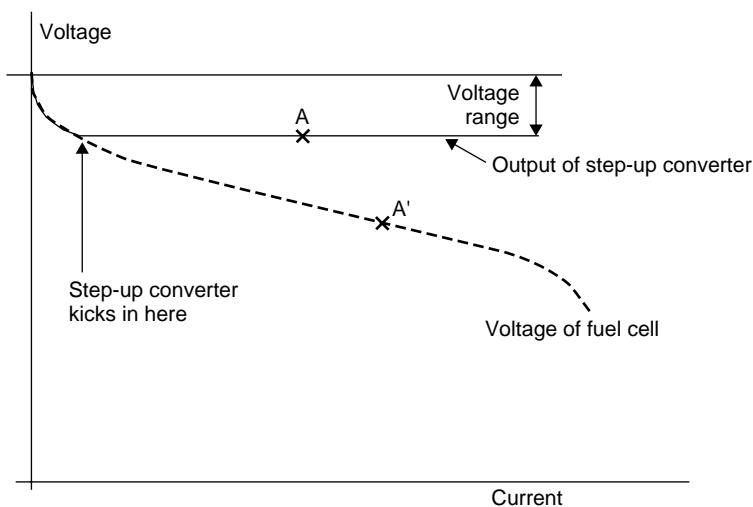 Voltage
Voltage
range
A
Output of step-up converter
A'
Step-up converter
kicks in here
Voltage of fuel cell
Current